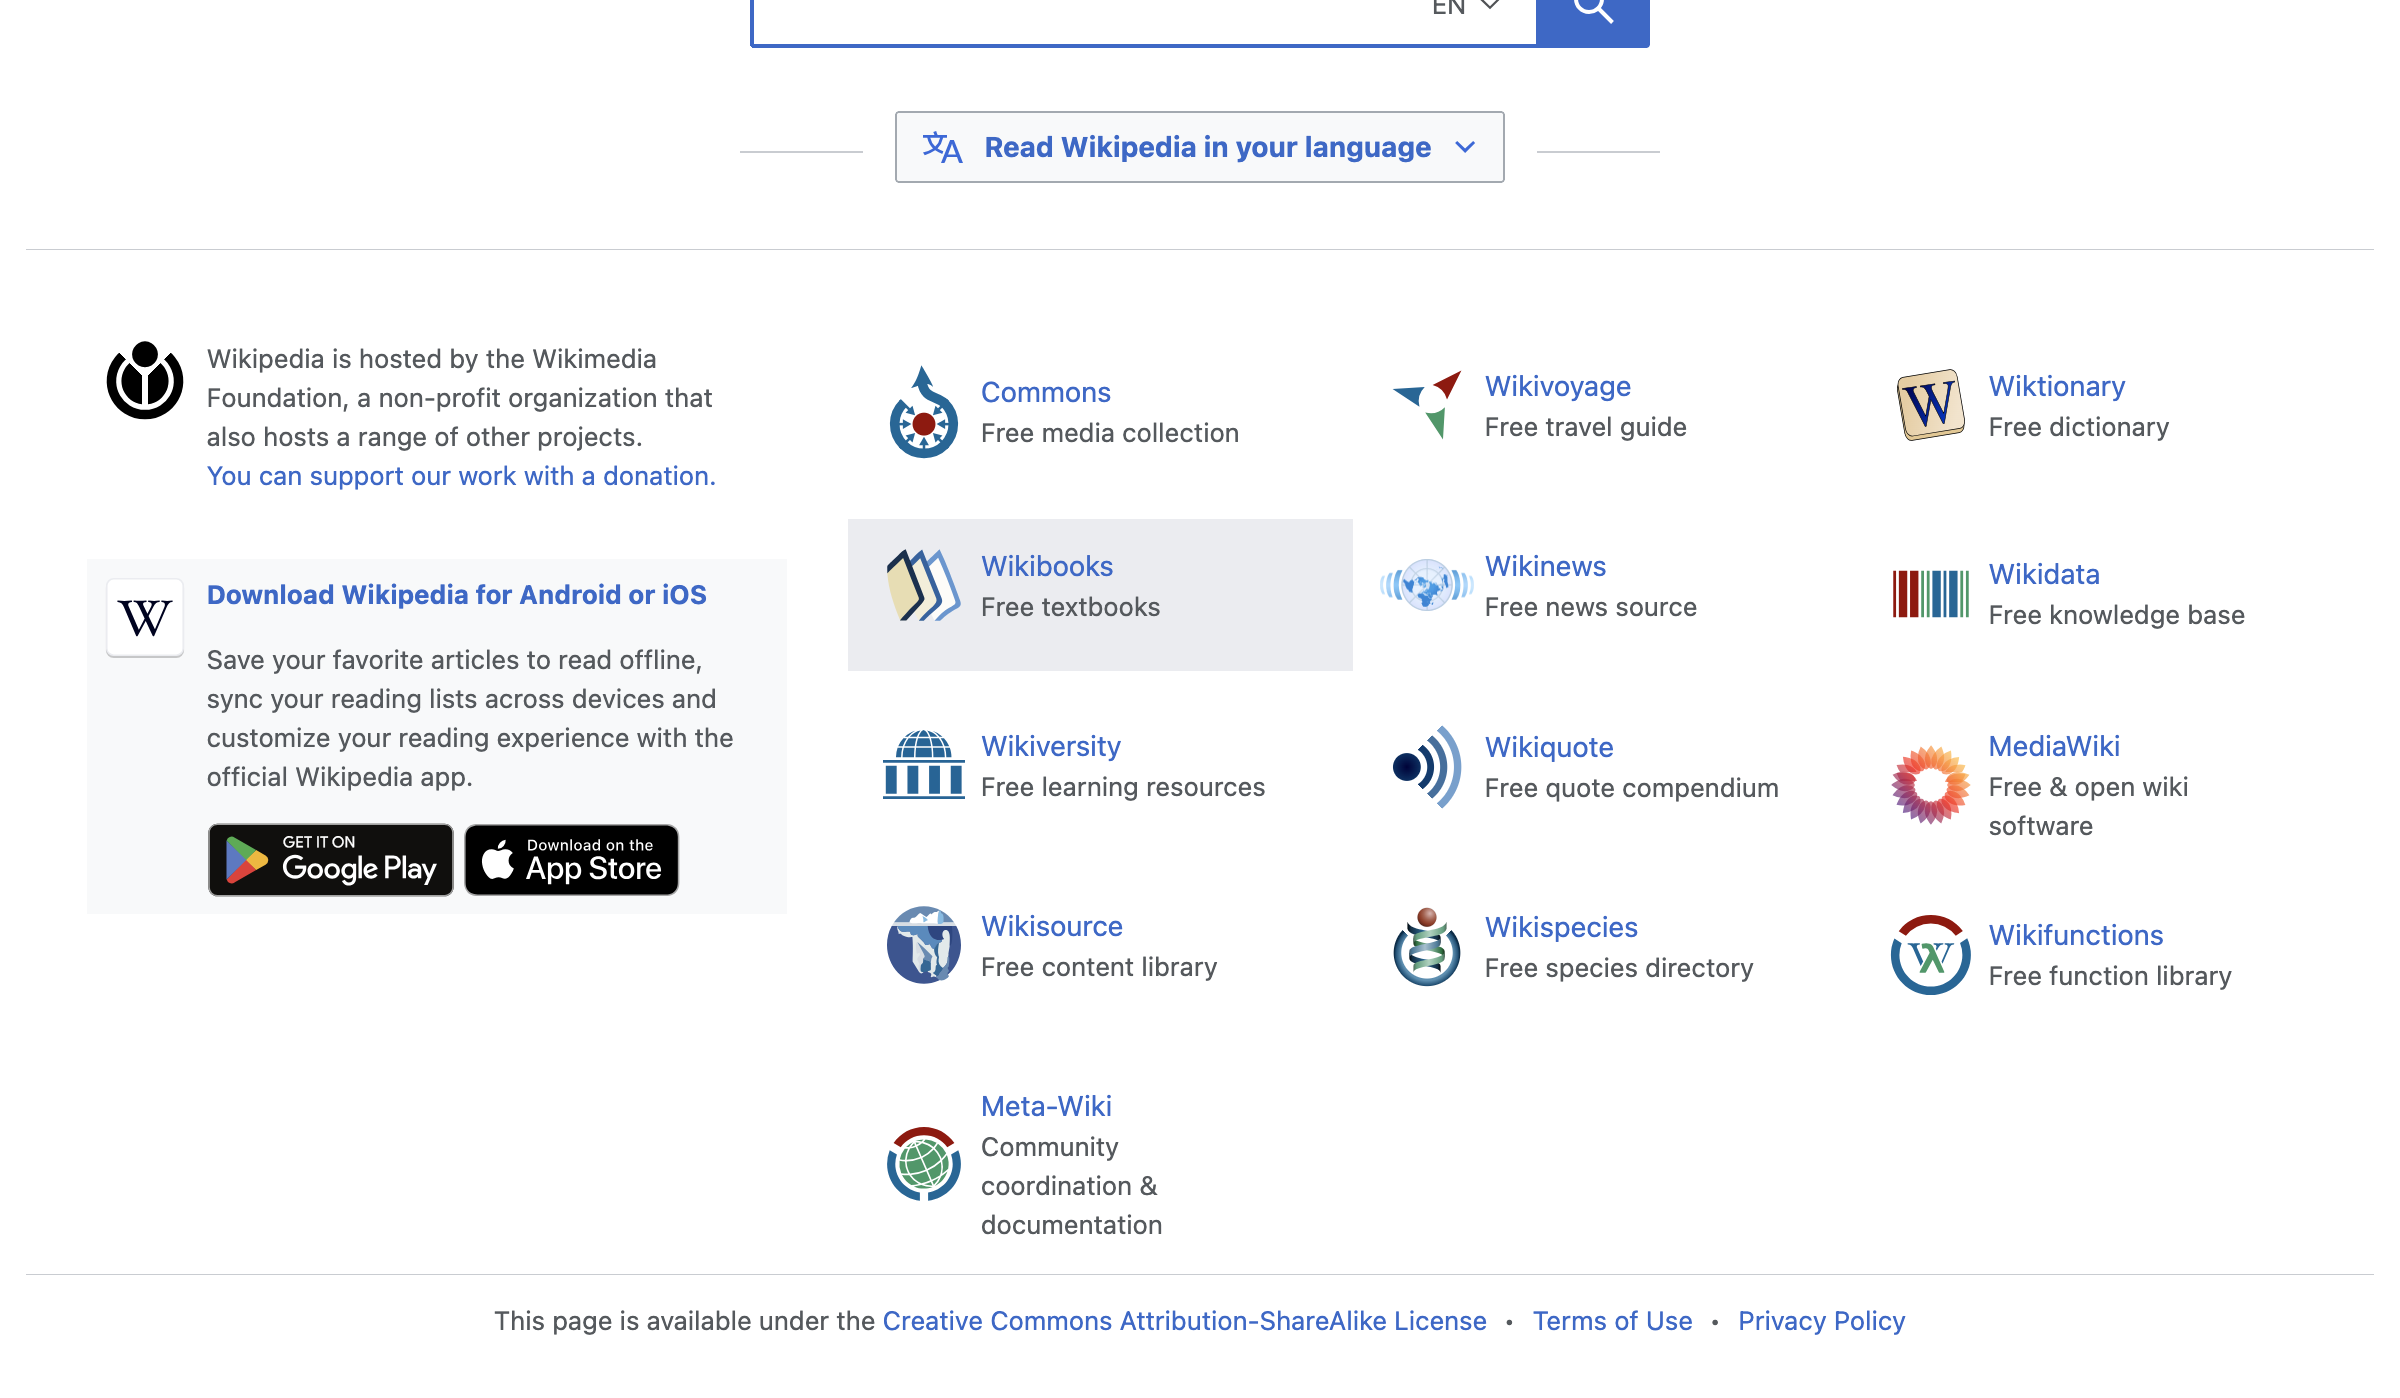 EN
Read Wikipedia in your language
Wikipedia is hosted by the Wikimedia
Foundation, a non-profit organization that
also hosts a range of other projects.
You can support our work with a donation.
W
Download Wikipedia for Android or iOS
Save your favorite articles to read offline,
sync your reading lists across devices and
customize your reading experience with the
official Wikipedia app.
GET IT ON
Google Play
Download on the
App Store
Commons
Free media collection
Wikivoyage
Free travel guide
W
Wiktionary
Free dictionary
Wikibooks
Free textbooks
Wikinews
Free news source
Wikidata
Free knowledge base
Wikiversity
Free learning resources
Wikiquote
Free quote compendium
MediaWiki
Free & open wiki
software
Wikisource
Free content library
Wikispecies
Free species directory
Wikifunctions
Free function library
Meta-Wiki
Community
coordination &
documentation
This page is available under the Creative Commons Attribution-ShareAlike License • Terms of Use • Privacy Policy